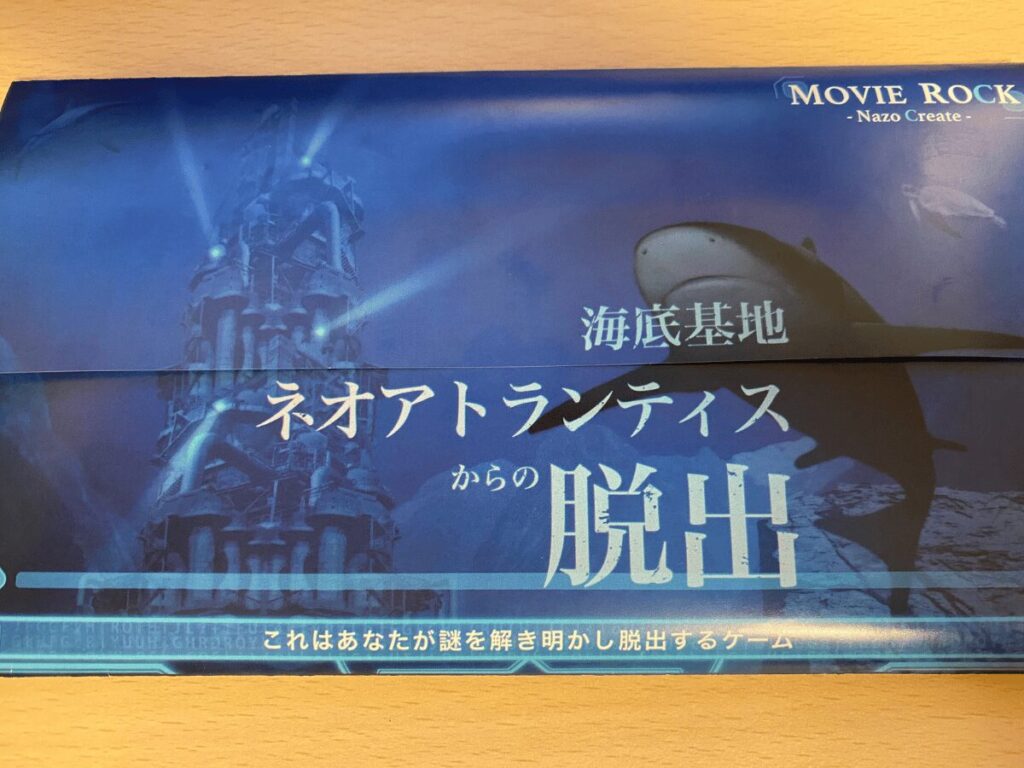 MOVIE ROCK
- Nazo Create -
海底基地
ネオアトランティス
からの脱出
これはあなたが謎を解き明かし脱出するゲーム